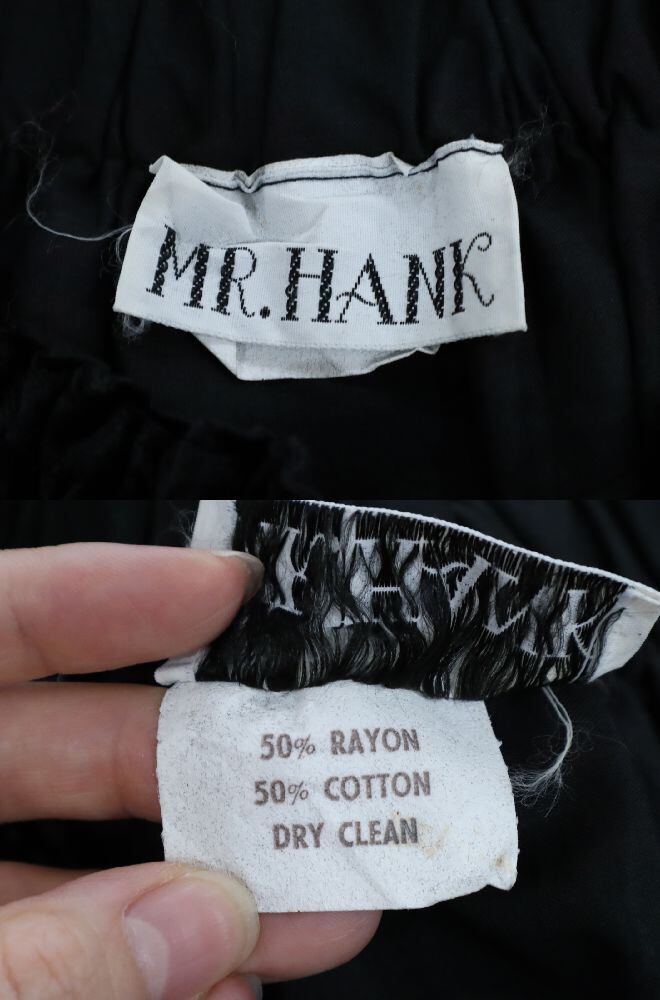 MR. HANK
50% RAYON
50% COTTON
DRY CLEAN